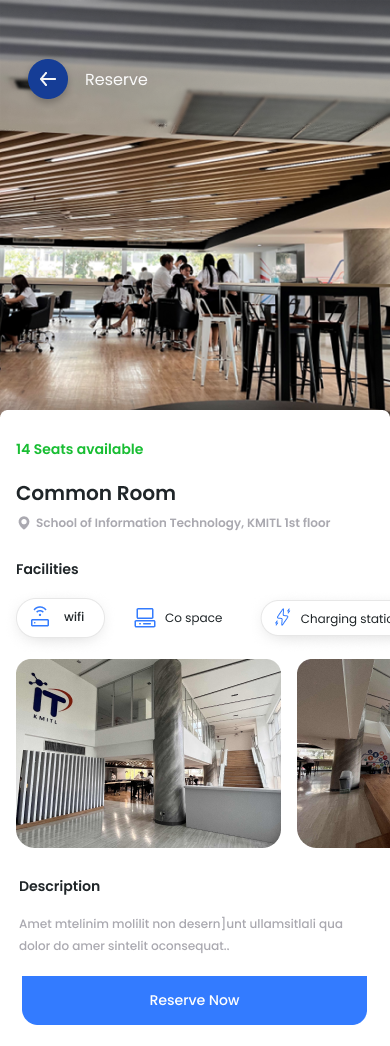 Reserve
14 Seats available
Common Room
School of Information Technology, KMITL 1st floor
Facilities
wifi
Co space
Charging static
iT
KMITL
Description
Amet mtelinim molilit non desern]unt ullamsitlali qua
dolor do amer sintelit oconsequat..
Reserve Now